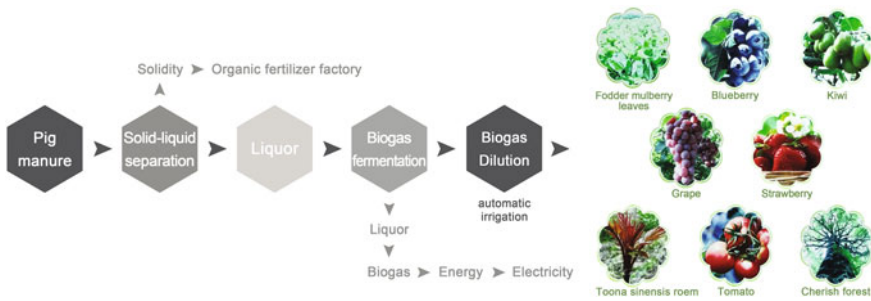 Solidity
Organic fertilizer factory
Pig
manure
Solid-liquid
separation
Liquor
Biogas
fermentation
Biogas
Dilution
automatic
irrigation
Liquor
Biogas
Energy
Electricity
Fodder mulberry
leaves
Blueberry
Kiwi
Grape
Strawberry
Toona sinensis roem
Tomato
Cherish forest